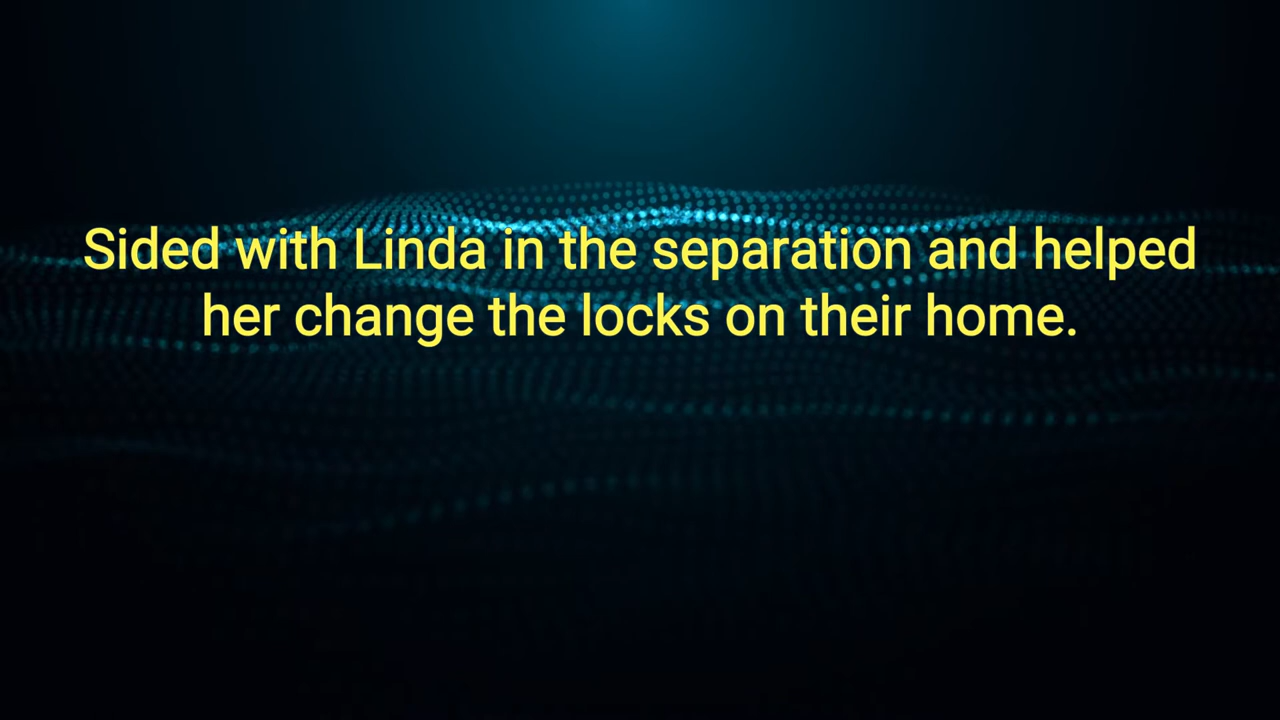 Sided with Linda in the separation and helped
her change the locks on their home.